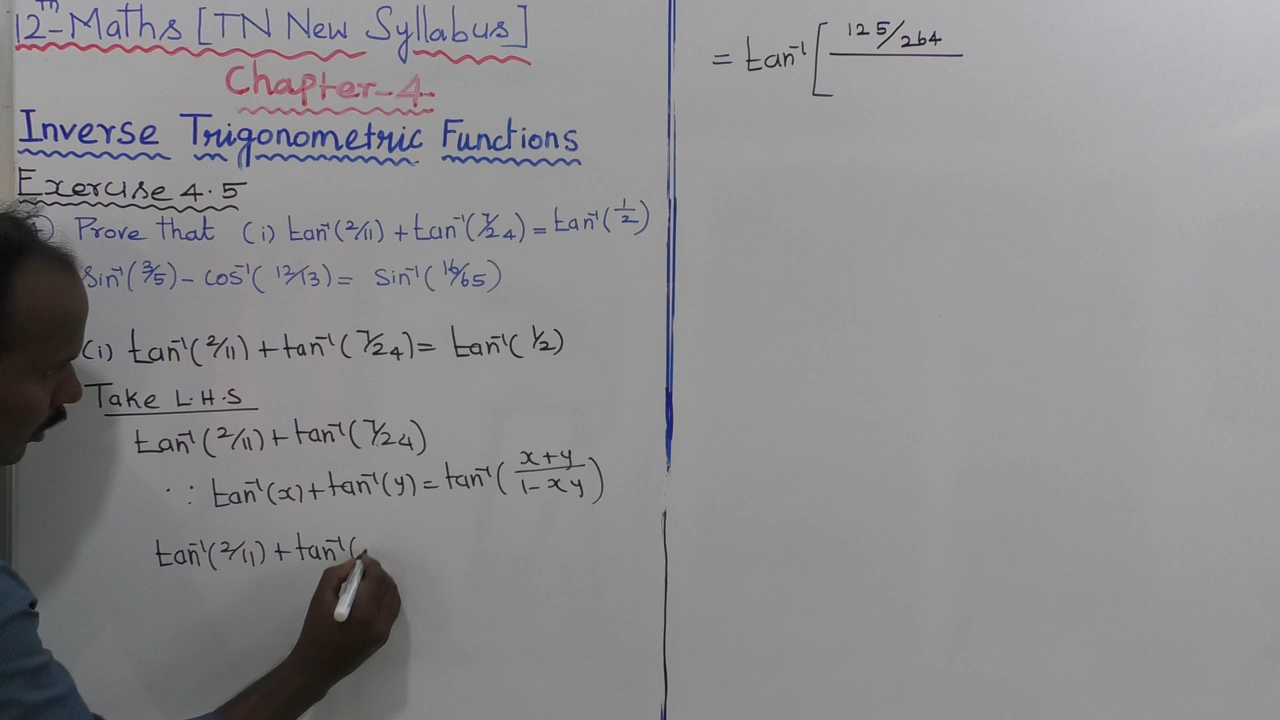 12th-Maths [TN New Syllabus]
Chapter-4
Inverse Trigonometric Functions
Exercise 4.5
) Prove that (i) tan⁻¹(2/11) + tan⁻¹(7/24) = tan⁻¹(1/2)
sin⁻¹(3/5) - cos⁻¹(12/13) = sin⁻¹(16/65)
(i) tan⁻¹(2/11) + tan⁻¹(7/24) = tan⁻¹(1/2)
Take L.H.S
tan⁻¹(2/11) + tan⁻¹(7/24)
∵ tan⁻¹(x) + tan⁻¹(y) = tan⁻¹((x+y)/(1-xy))
tan⁻¹(2/11) + tan⁻¹(
= tan⁻¹[ 125/264